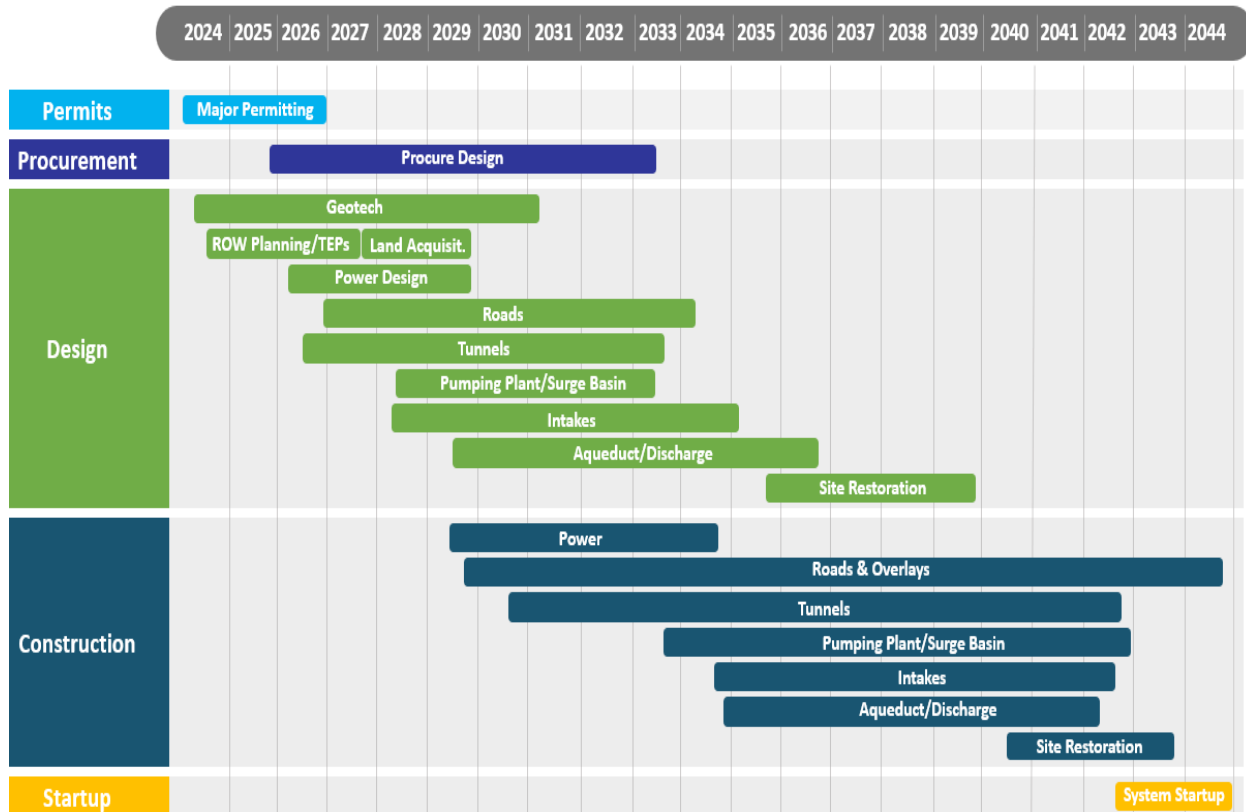 2024 2025 2026 2027 2028 2029 2030 2031 2032 2033 2034 2035 2036 2037 2038 2039 2040 2041 2042 2043 2044
Permits
Major Permitting
Procurement
Procure Design
Design
Geotech
ROW Planning/TEPs
Land Acquisit.
Power Design
Roads
Tunnels
Pumping Plant/Surge Basin
Intakes
Aqueduct/Discharge
Site Restoration
Construction
Power
Roads & Overlays
Tunnels
Pumping Plant/Surge Basin
Intakes
Aqueduct/Discharge
Site Restoration
Startup
System Startup